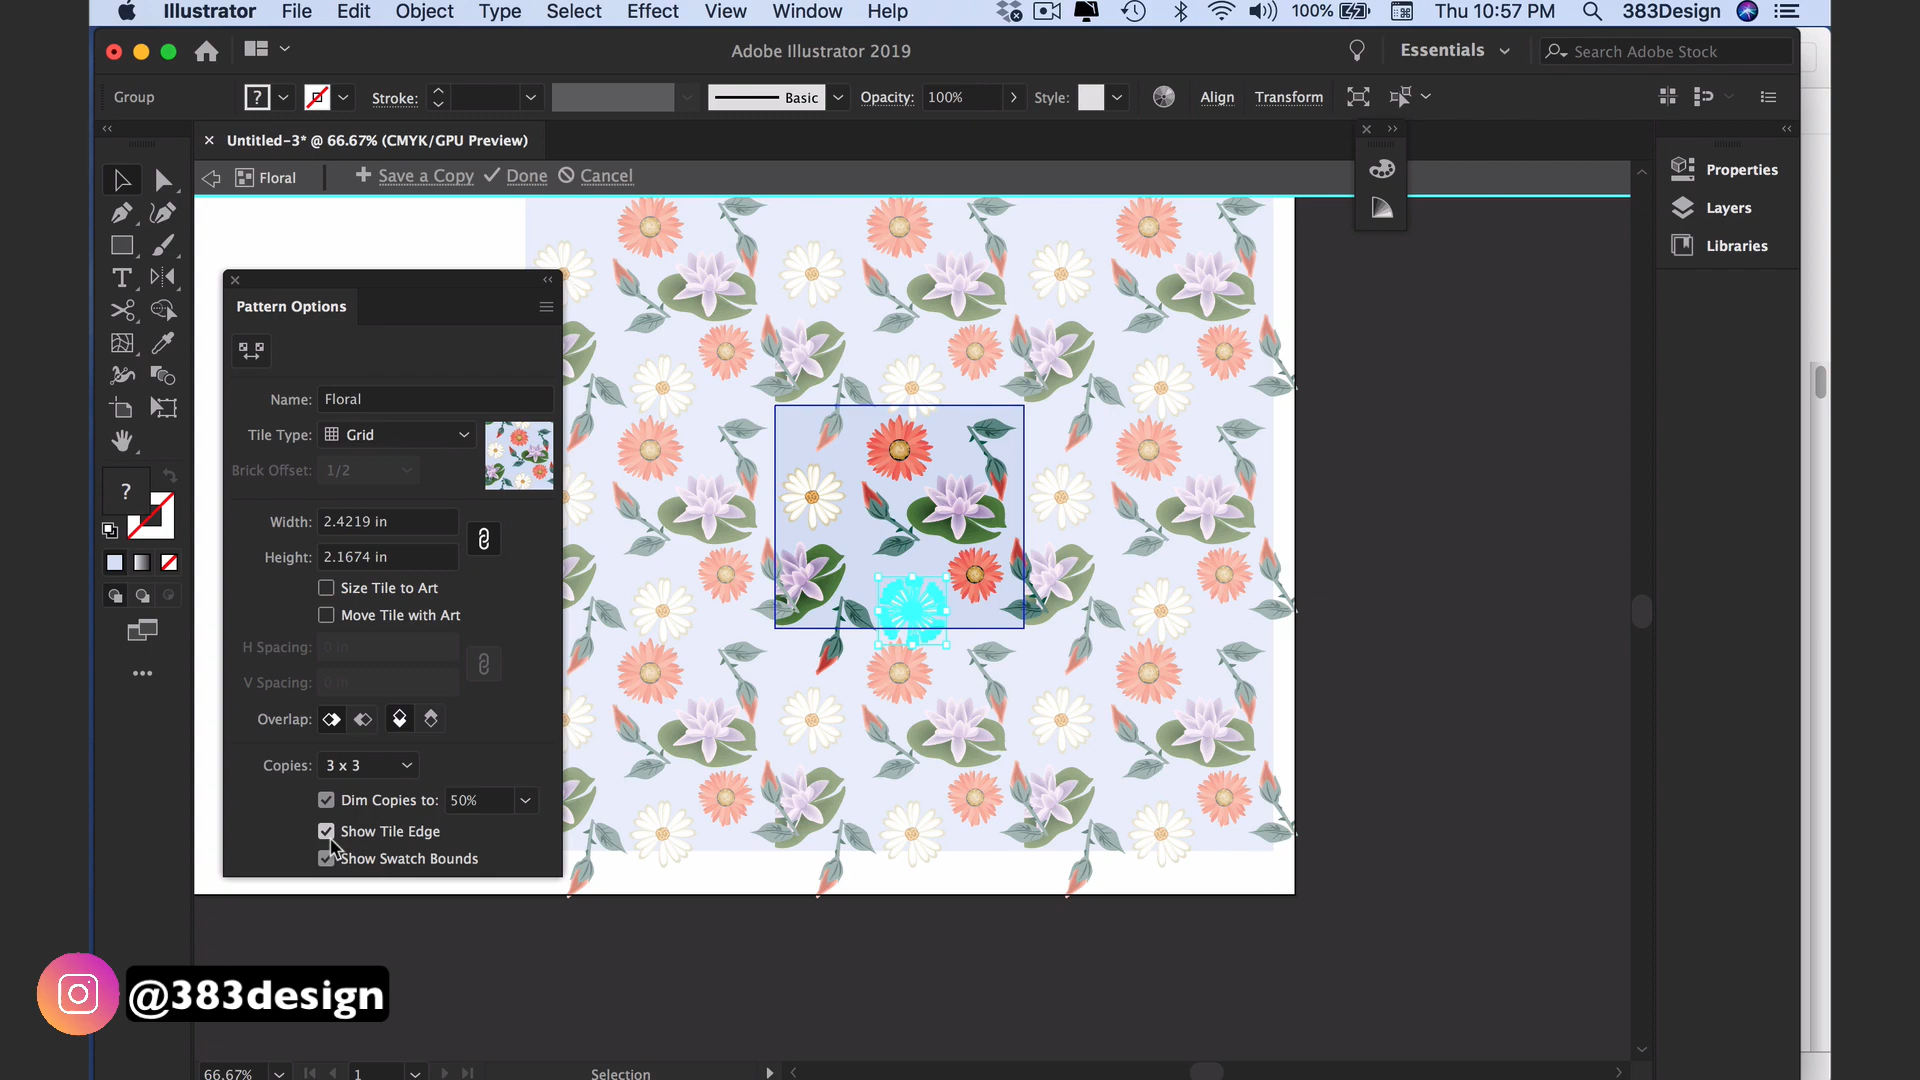 Illustrator File Edit Object Type Select Effect View Window Help 100% Thu 10:57 PM 383Design
Adobe Illustrator 2019 Essentials Search Adobe Stock
Group ? Stroke: Basic Opacity: 100% Style: Align Transform
Untitled-3* @ 66.67% (CMYK/GPU Preview)
Floral Save a Copy Done Cancel
Properties
Layers
Libraries
Pattern Options
Name: Floral
Tile Type: Grid
Brick Offset: 1/2
?
Width: 2.4219 in
Height: 2.1674 in
Size Tile to Art
Move Tile with Art
H Spacing: 0 in
V Spacing: 0 in
Overlap:
Copies: 3 x 3
Dim Copies to: 50%
Show Tile Edge
Show Swatch Bounds
@383design
66.67% 1 Selection